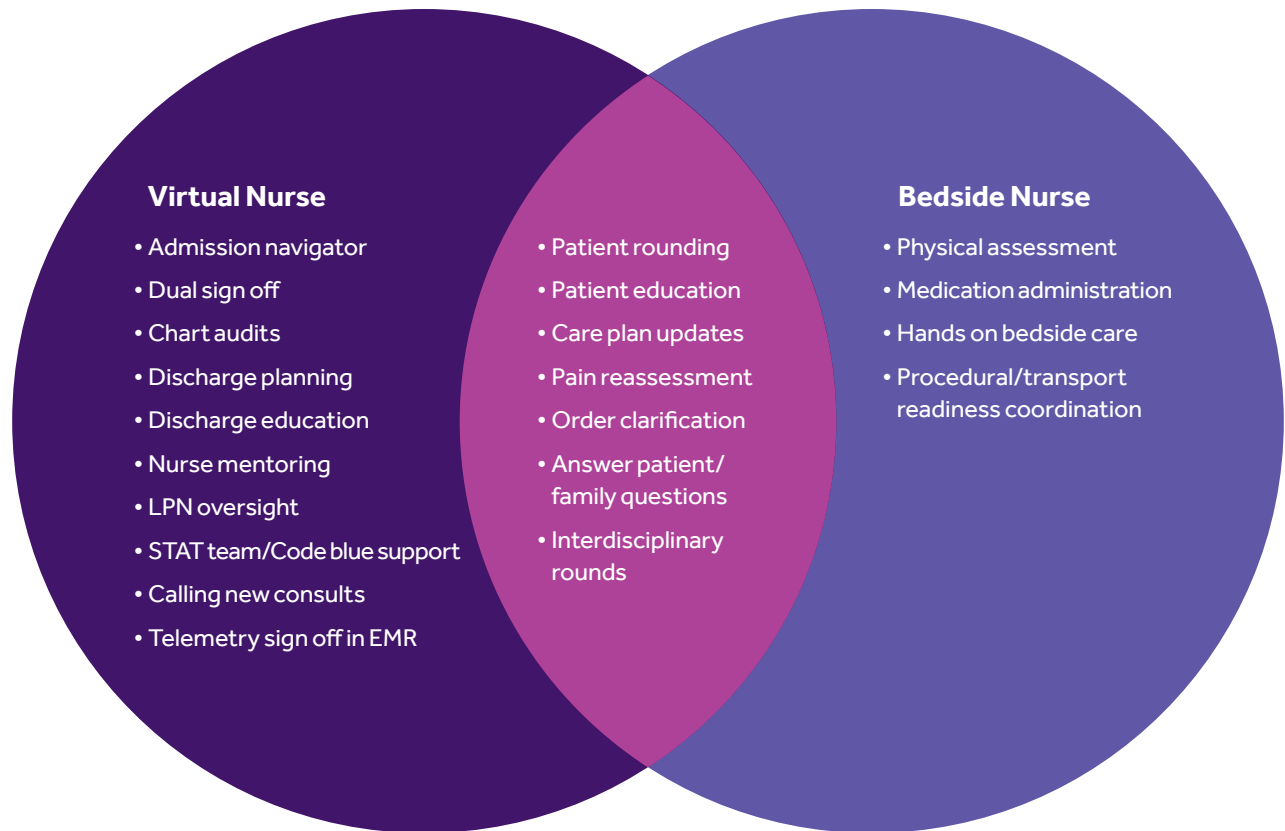 Virtual Nurse
• Admission navigator
• Dual sign off
• Chart audits
• Discharge planning
• Discharge education
• Nurse mentoring
• LPN oversight
• STAT team/Code blue support
• Calling new consults
• Telemetry sign off in EMR
• Patient rounding
• Patient education
• Care plan updates
• Pain reassessment
• Order clarification
• Answer patient/
family questions
• Interdisciplinary
rounds
Bedside Nurse
• Physical assessment
• Medication administration
• Hands on bedside care
• Procedural/transport
readiness coordination